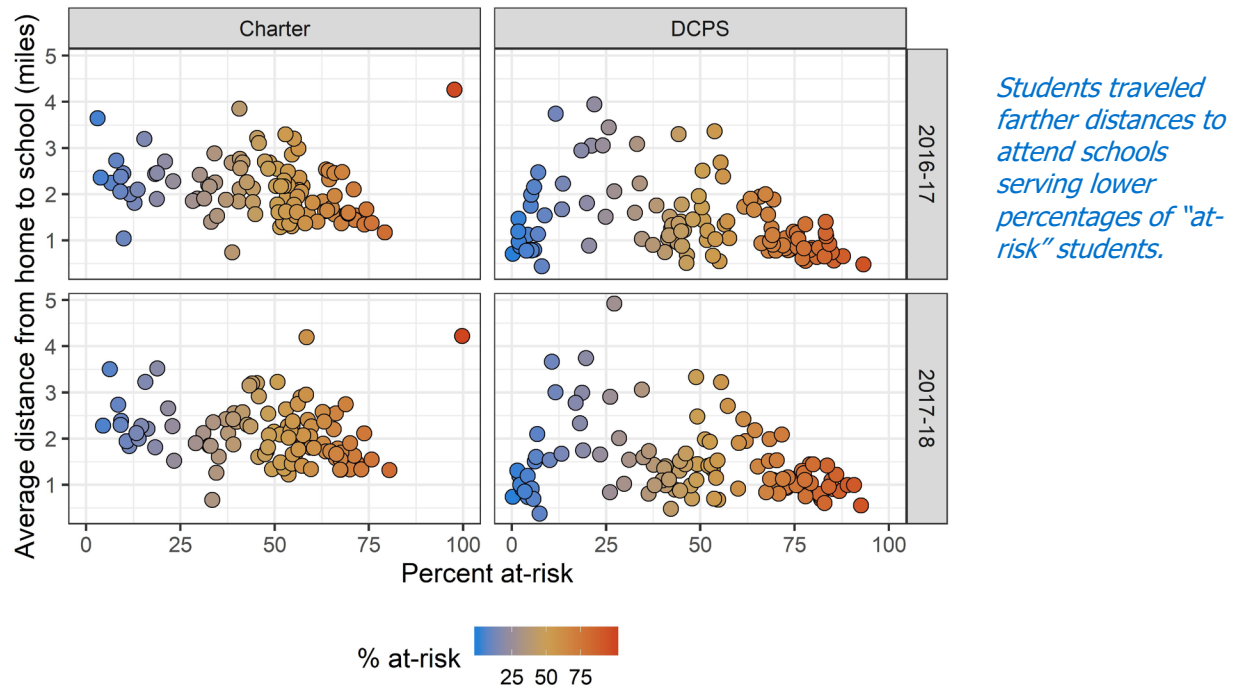 Charter
DCPS
Average distance from home to school (miles)
5
4
3
2
1
2016-17
5
4
3
2
1
2017-18
0 25 50 75 100
0 25 50 75 100
Percent at-risk
% at-risk
25 50 75
Students traveled
farther distances to
attend schools
serving lower
percentages of “at-
risk” students.